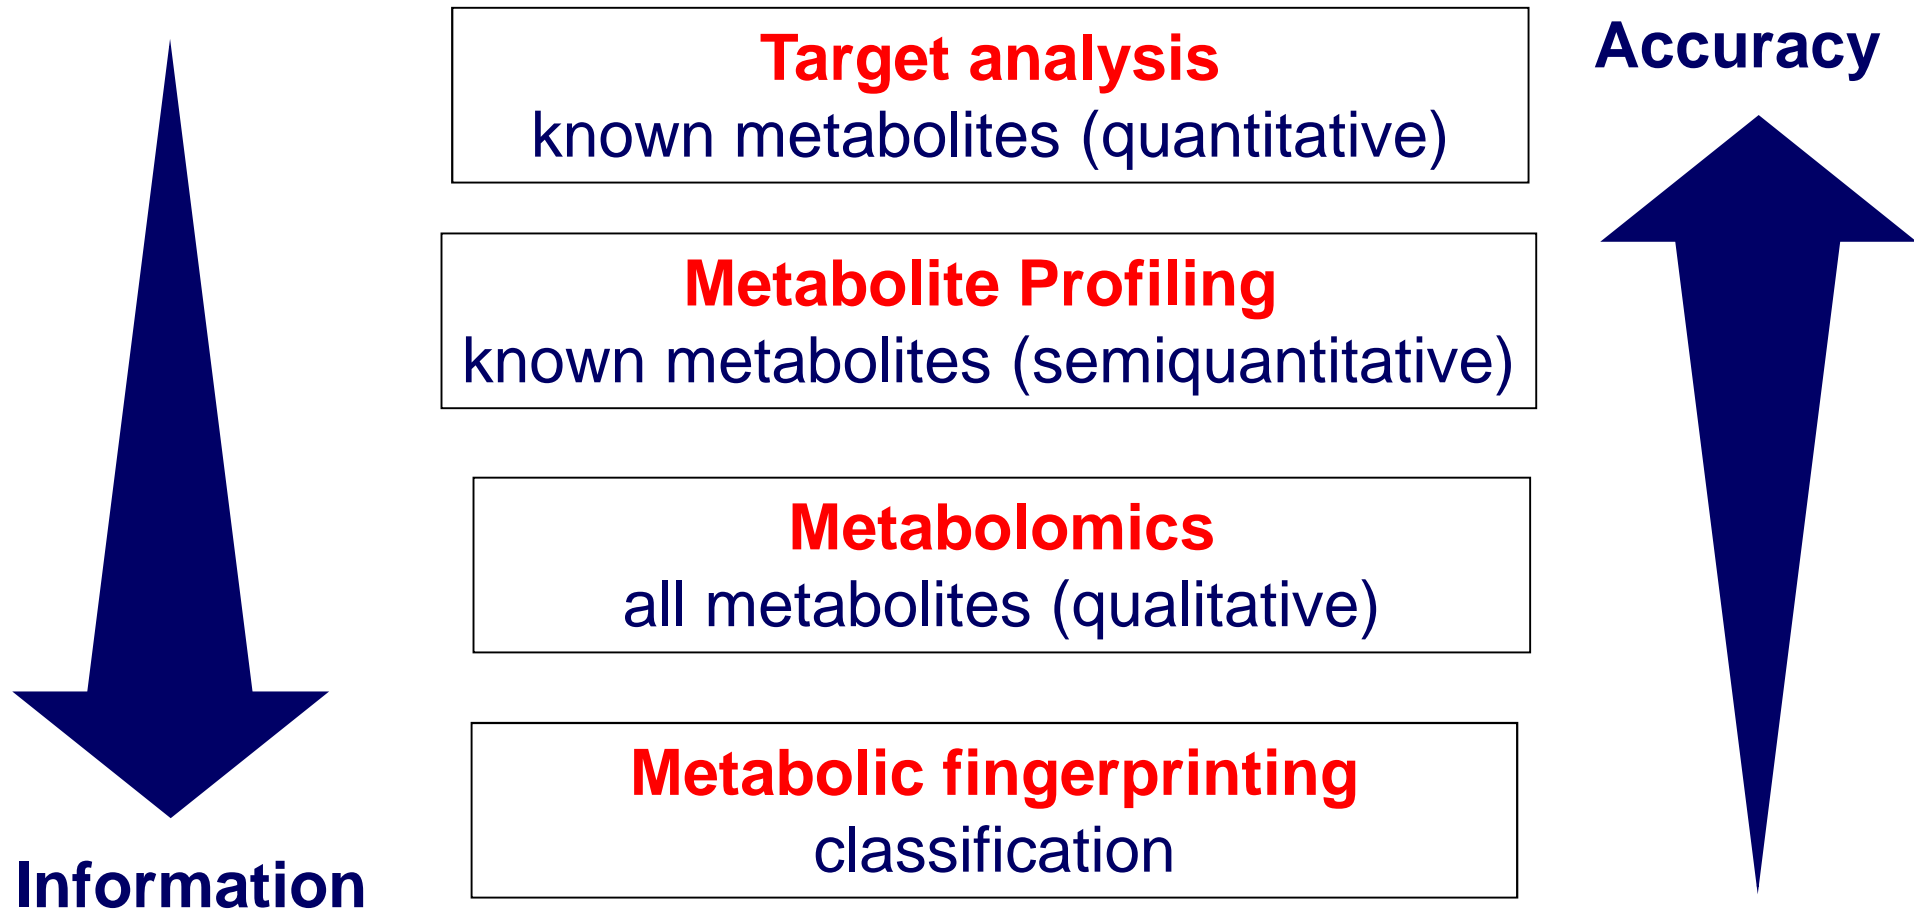 Target analysis
known metabolites (quantitative)
Accuracy
Metabolite Profiling
known metabolites (semiquantitative)
Metabolomics
all metabolites (qualitative)
Metabolic fingerprinting
classification
Information